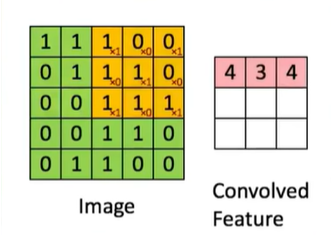 1 1 1 0 0
×1 ×0 ×1
0 1 1 1 0
×0 ×1 ×0
0 0 1 1 1
×1 ×0 ×1
0 0 1 1 0
0 1 1 0 0
Image
4 3 4
Convolved
Feature